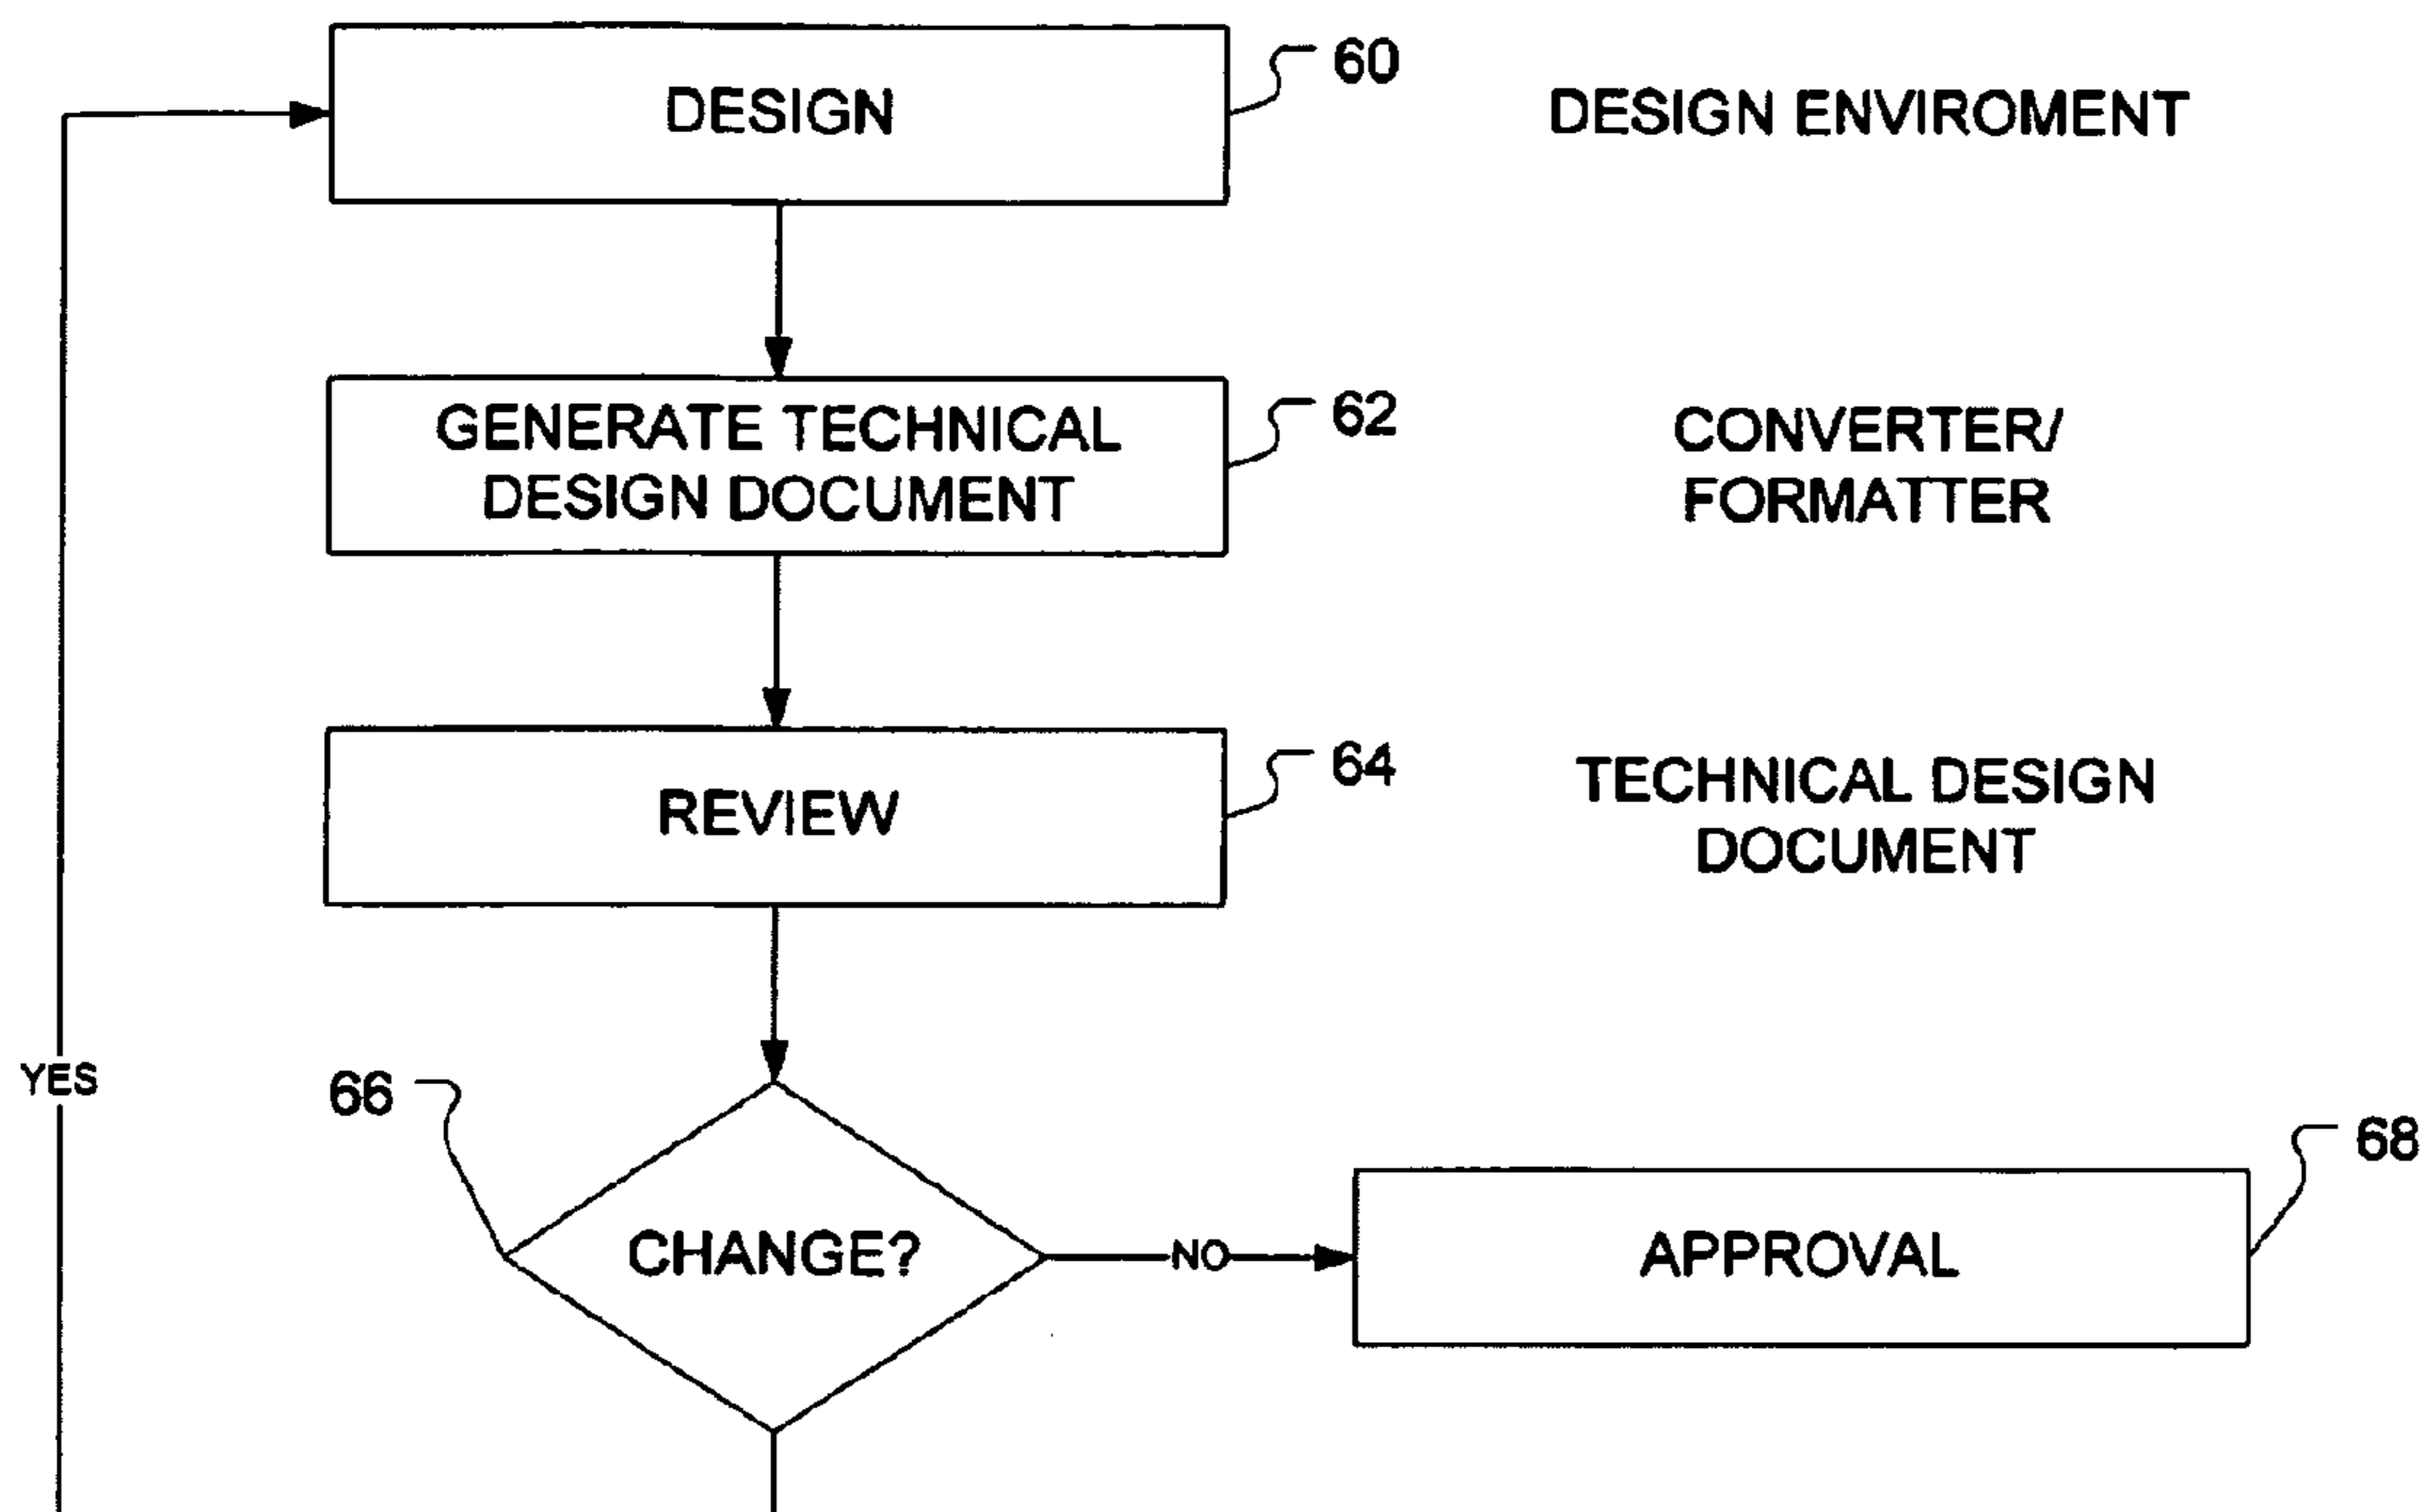 DESIGN
60
DESIGN ENVIROMENT
GENERATE TECHNICAL
DESIGN DOCUMENT
62
CONVERTER/
FORMATTER
REVIEW
64
TECHNICAL DESIGN
DOCUMENT
YES
66
CHANGE?
NO
APPROVAL
68